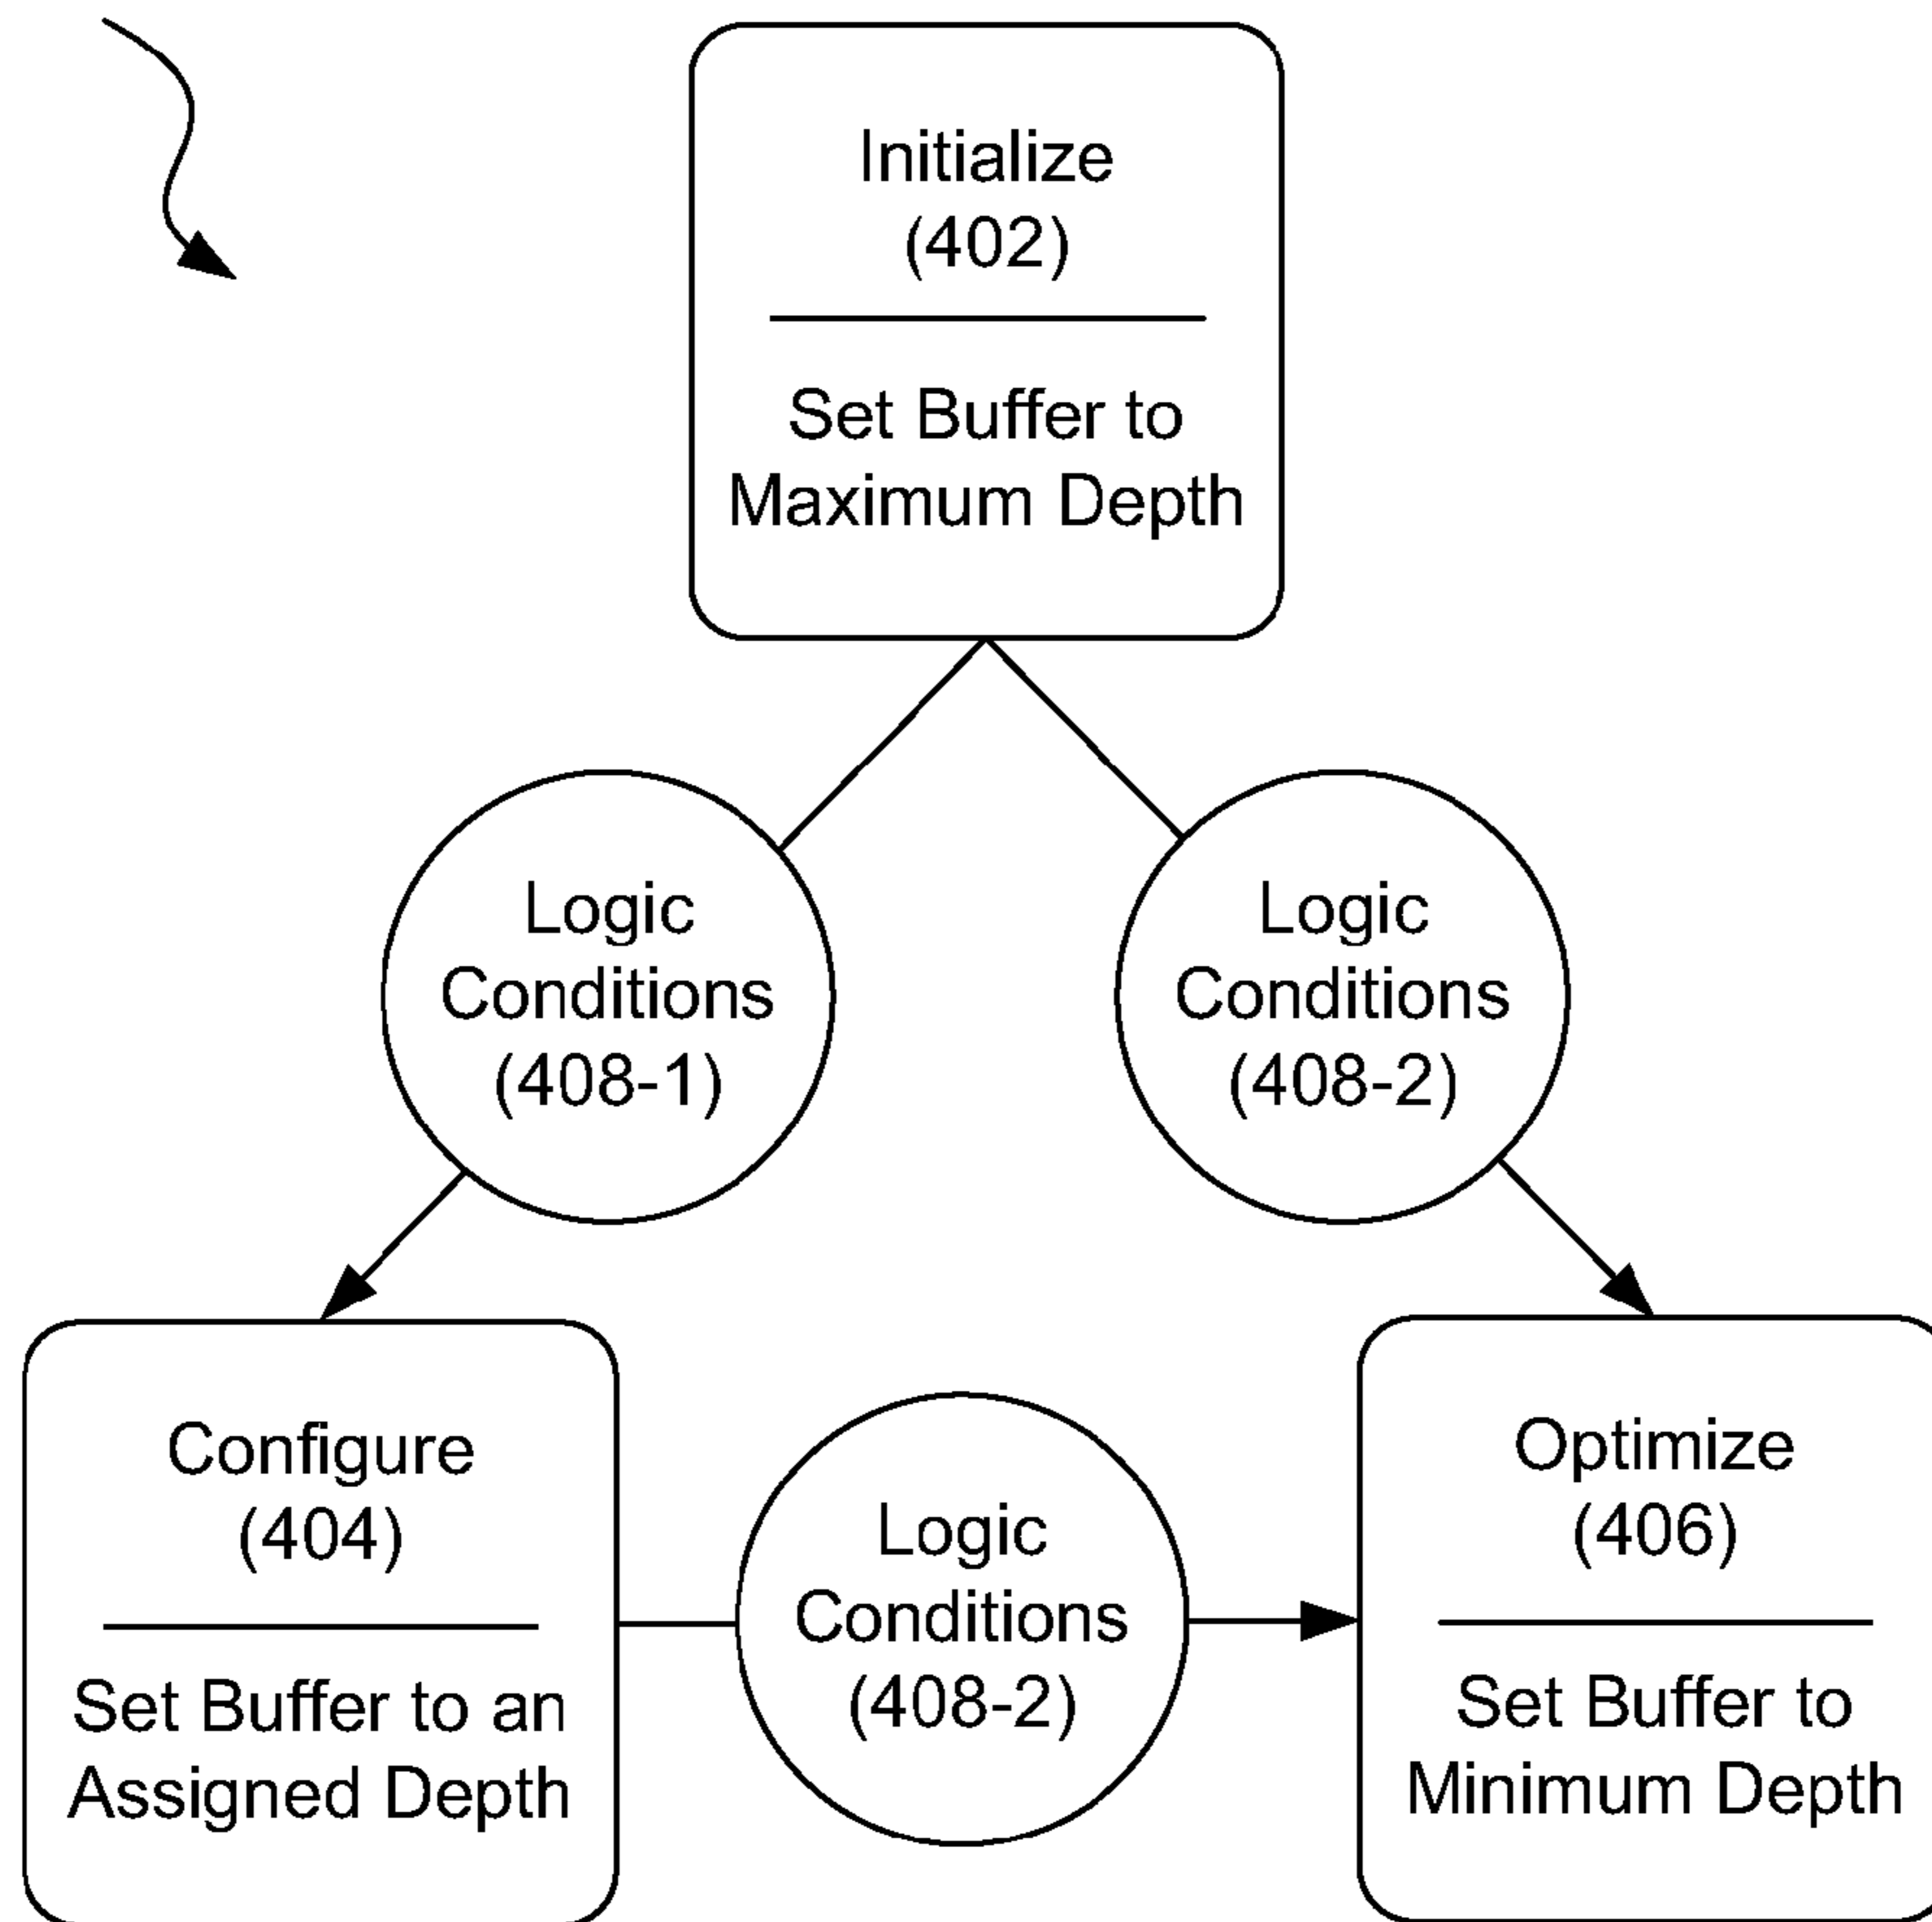 Initialize
(402)
Set Buffer to
Maximum Depth
Logic
Conditions
(408-1)
Logic
Conditions
(408-2)
Configure
(404)
Set Buffer to an
Assigned Depth
Logic
Conditions
(408-2)
Optimize
(406)
Set Buffer to
Minimum Depth